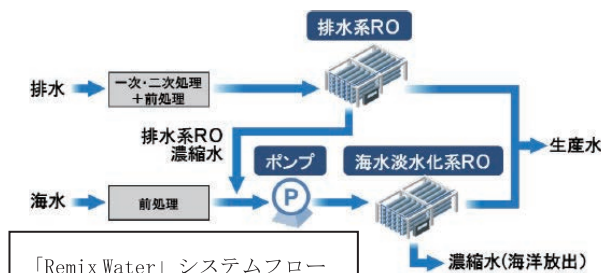 排水系RO
排水
一次・二次処理
+前処理
排水系RO
濃縮水
ポンプ
海水淡水化系RO
生産水
海水
前処理
P
濃縮水(海洋放出)
「Remix Water」システムフロー